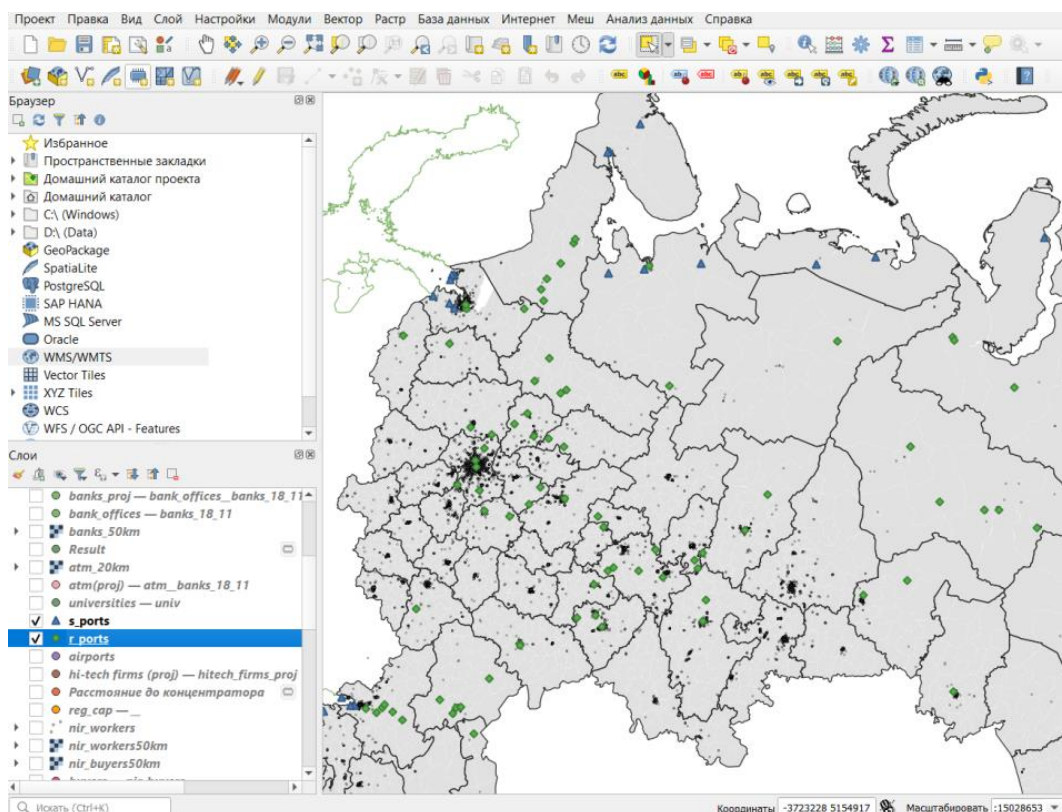 Проект Правка Вид Слой Настройки Модули Вектор Растр База данных Интернет Меш Анализ данных Справка
Браузер
Избранное
Пространственные закладки
Домашний каталог проекта
Домашний каталог
C:\ (Windows)
D:\ (Data)
GeoPackage
SpatiaLite
PostgreSQL
SAP HANA
MS SQL Server
Oracle
WMS/WMTS
Vector Tiles
XYZ Tiles
WCS
WFS / OGC API - Features
Слои
banks_proj — bank_offices_banks_18_11
bank_offices — banks_18_11
banks_50km
Result
atm_20km
atm(proj) — atm_banks_18_11
universities — univ
s_ports
r_ports
airports
hi-tech firms (proj) — hitech_firms_proj
Расстояние до концентратора
reg_cap — __
nir_workers
nir_workers50km
nir_buyers50km
Искать (Ctrl+K)
Координаты -3723228 5154917 Масштабировать :15028653